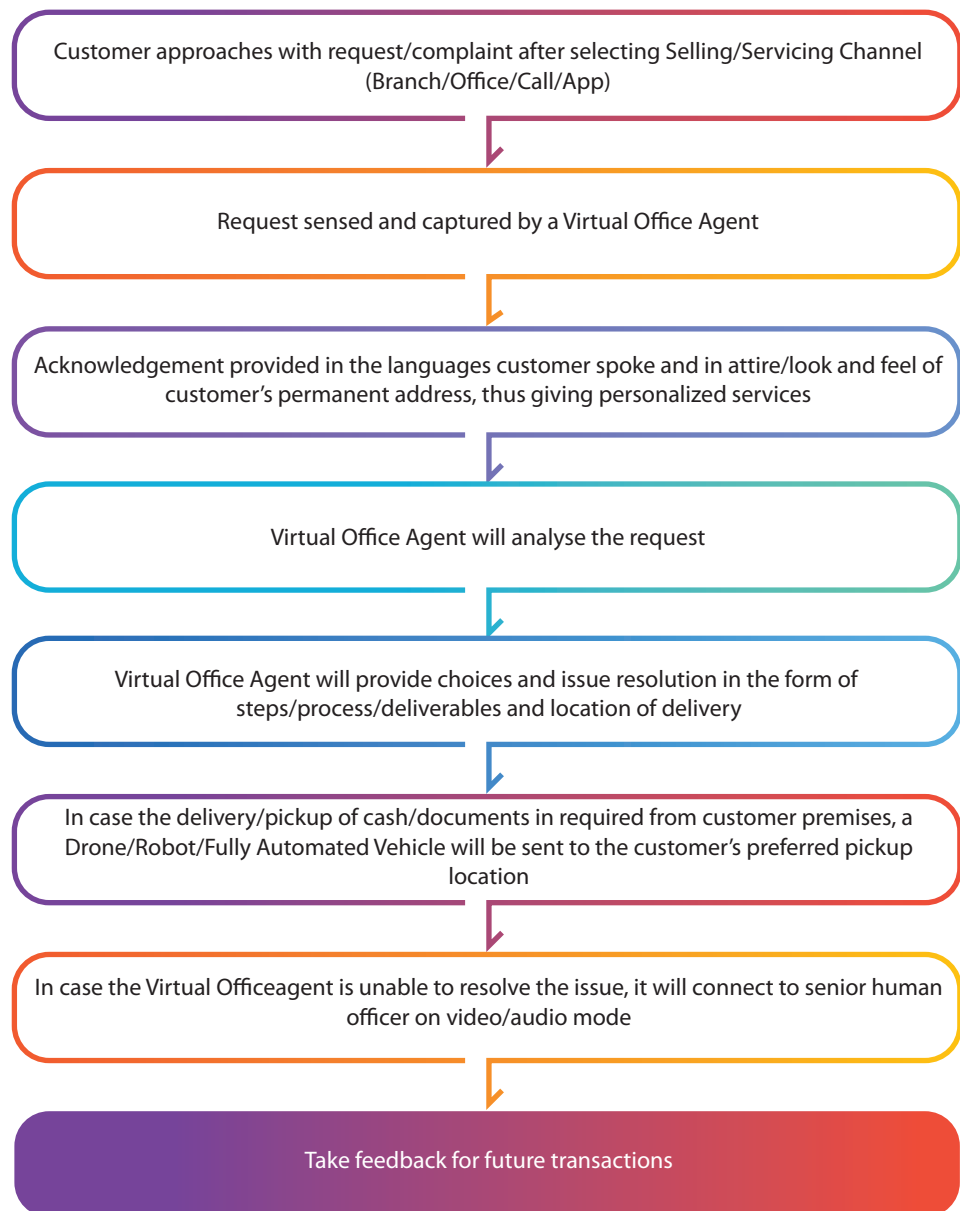 Customer approaches with request/complaint after selecting Selling/Servicing Channel
(Branch/Office/Call/App)
Request sensed and captured by a Virtual Office Agent
Acknowledgement provided in the languages customer spoke and in attire/look and feel of
customer’s permanent address, thus giving personalized services
Virtual Office Agent will analyse the request
Virtual Office Agent will provide choices and issue resolution in the form of
steps/process/deliverables and location of delivery
In case the delivery/pickup of cash/documents in required from customer premises, a
Drone/Robot/Fully Automated Vehicle will be sent to the customer’s preferred pickup
location
In case the Virtual Officeagent is unable to resolve the issue, it will connect to senior human
officer on video/audio mode
Take feedback for future transactions